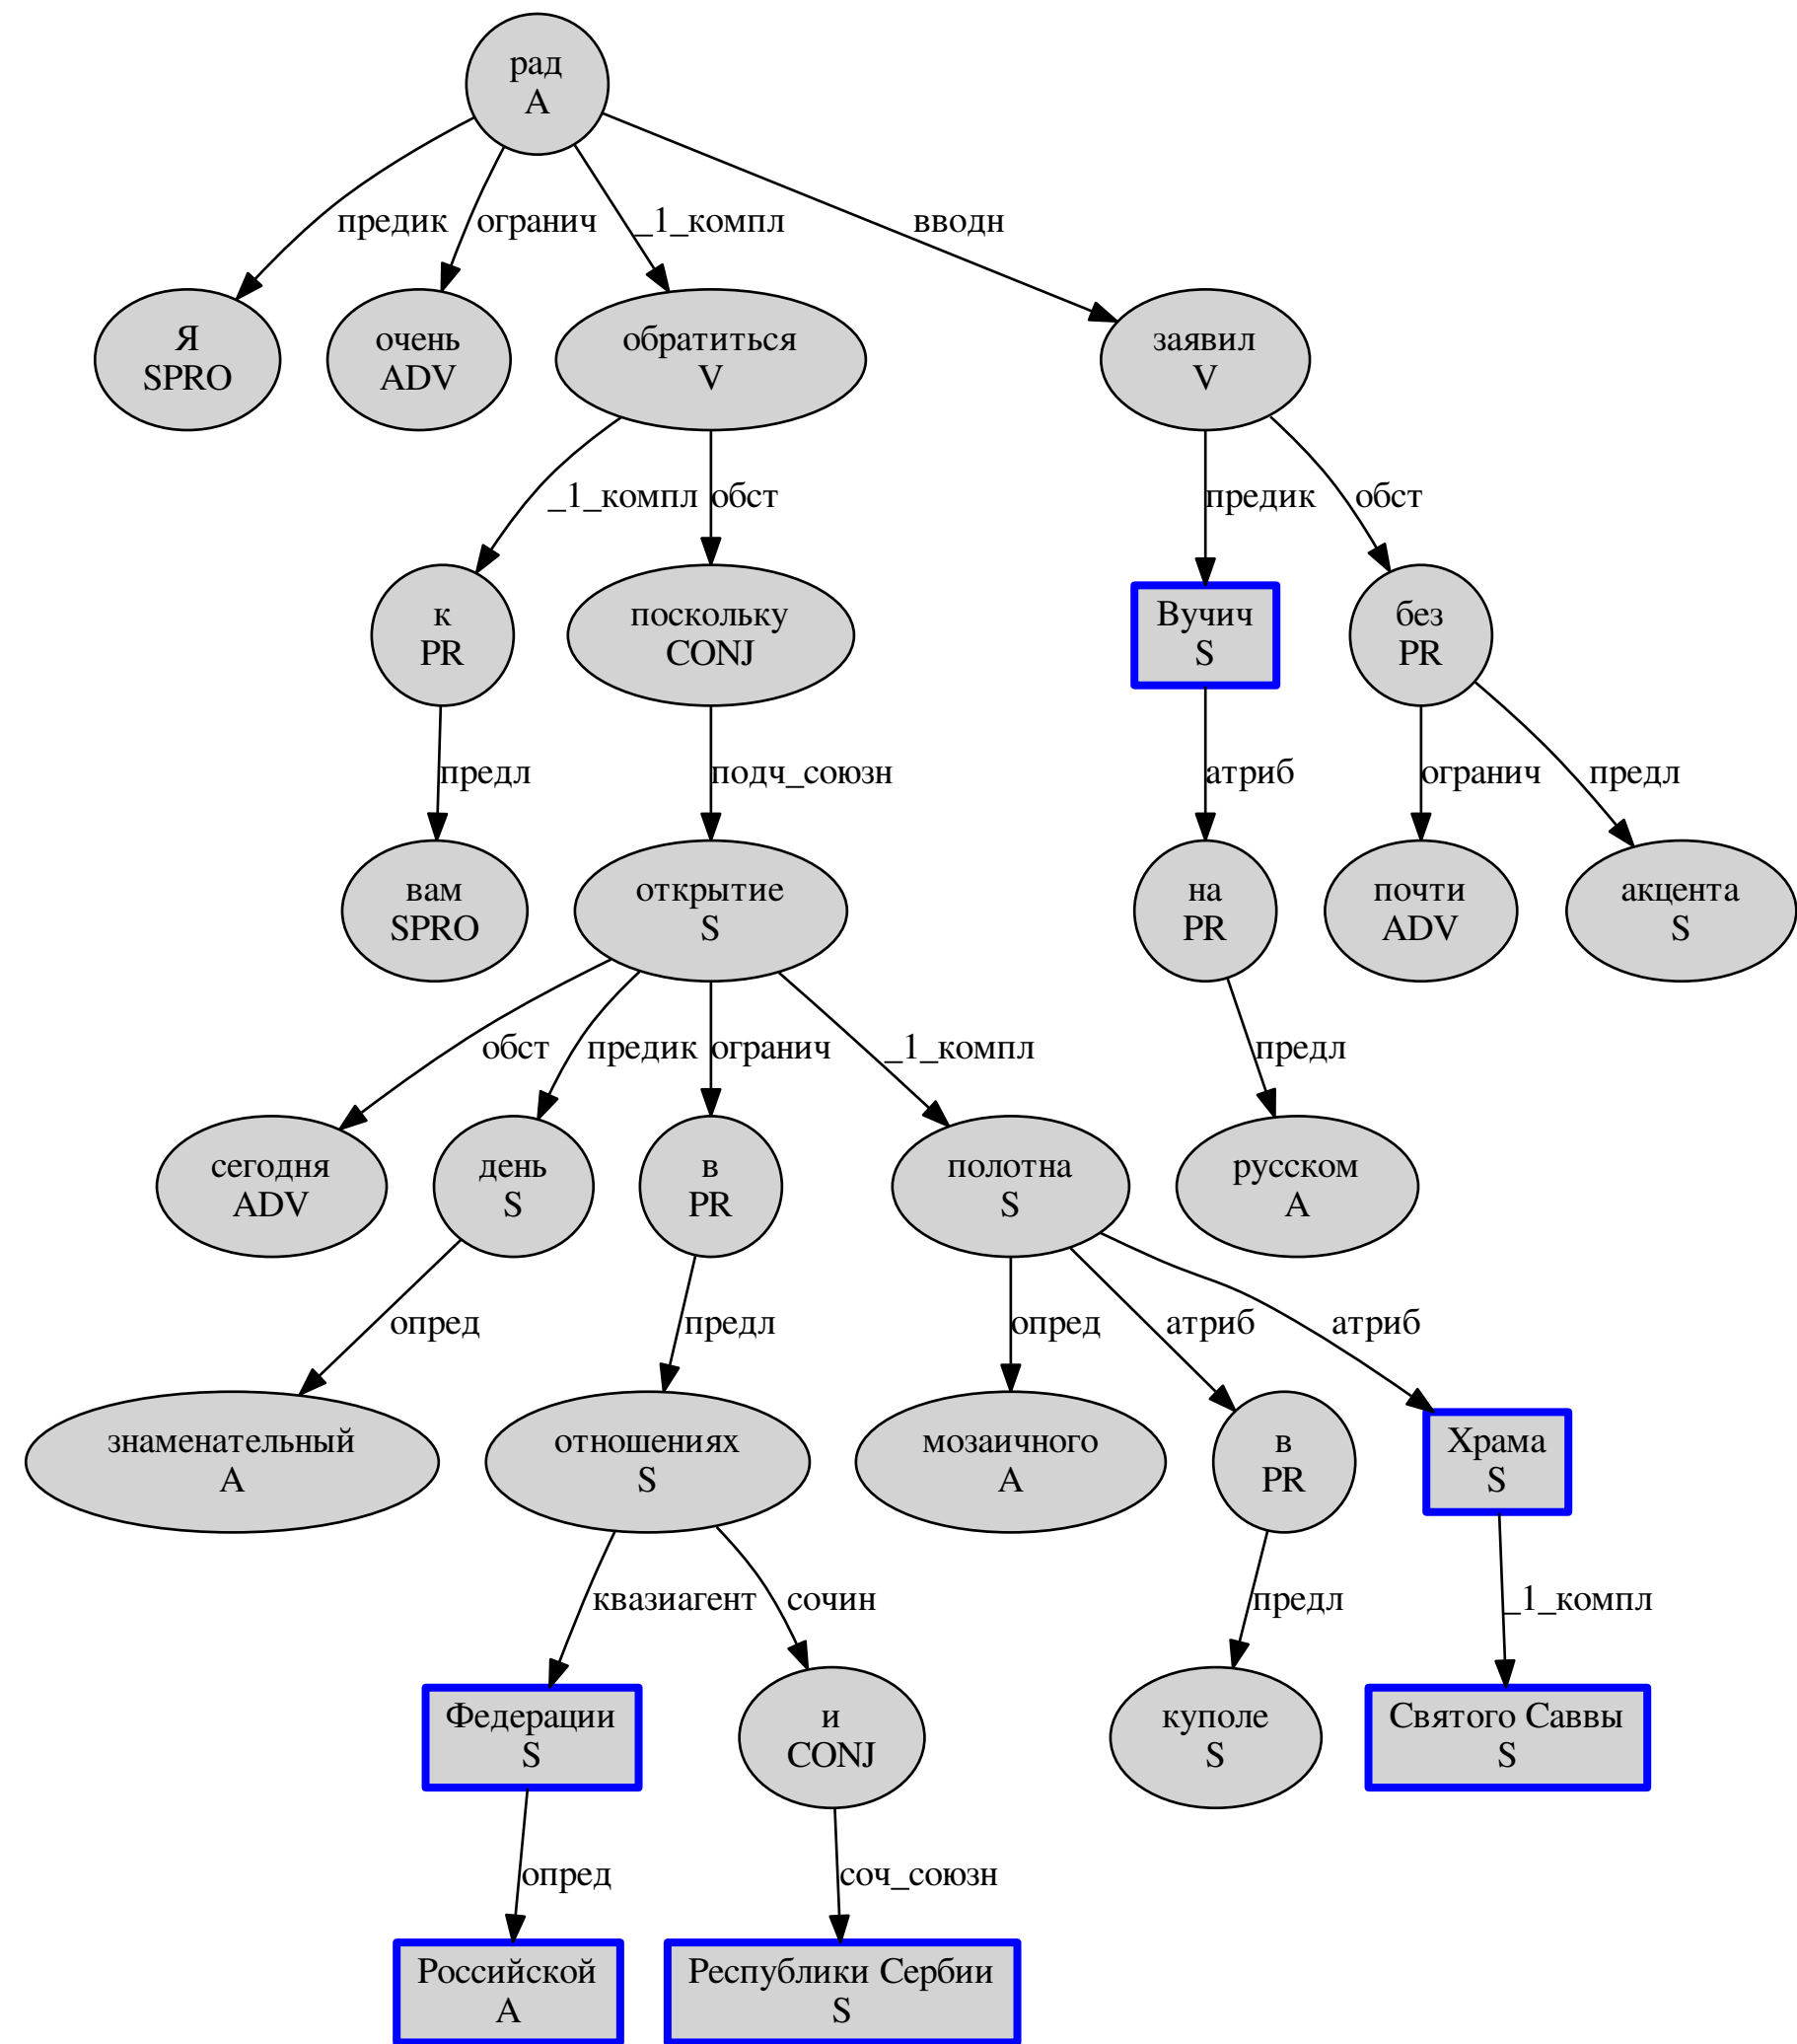 рад
A
предик
огранич
_1_компл
вводн
Я
SPRO
очень
ADV
обратиться
V
заявил
V
_1_компл
обст
предик
обст
к
PR
поскольку
CONJ
Вучич
S
без
PR
предл
подч_союзн
атриб
огранич
предл
вам
SPRO
открытие
S
на
PR
почти
ADV
акцента
S
обст
предик
огранич
_1_компл
предл
сегодня
ADV
день
S
в
PR
полотна
S
русском
A
опред
предл
опред
атриб
атриб
знаменательный
A
отношениях
S
мозаичного
A
в
PR
Храма
S
квазиагент
сочин
предл
_1_компл
Федерации
S
и
CONJ
куполе
S
Святого Саввы
S
опред
соч_союзн
Российской
A
Республики Сербии
S